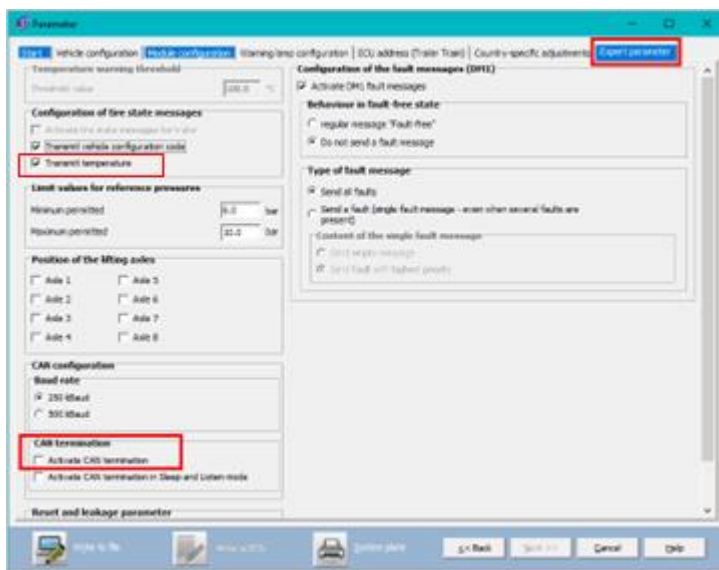 Parameter
Start | Vehicle configuration | Module configuration | Warning lamp configuration | ECU address (Trailer Train) | Country-specific adjustments | Expert parameter
Temperature warning threshold
Threshold value
°C
Configuration of tire state messages
Transmit vehicle configuration code
Transmit temperature
Limit values for reference pressures
Minimum permitted
bar
Maximum permitted
10.0 bar
Position of the lifting axles
Axle 1 Axle 5
Axle 2 Axle 6
Axle 3 Axle 7
Axle 4 Axle 8
CAN configuration
Baud rate
250 kBaud
500 kBaud
CAN termination
Activate CAN termination
Activate CAN termination in Sleep and Listen mode
Reset and leakage parameter
Configuration of the fault messages (DM1)
Activate DM1 fault messages
Behaviour in fault-free state
regular message "Fault-free"
Do not send a fault message
Type of fault message
Send all faults
Send a fault (single fault message - even when several faults are
present)
Content of the single fault message
Send empty message
Send fault with highest priority
Write to file
System plate
<< Back
Cancel
Help